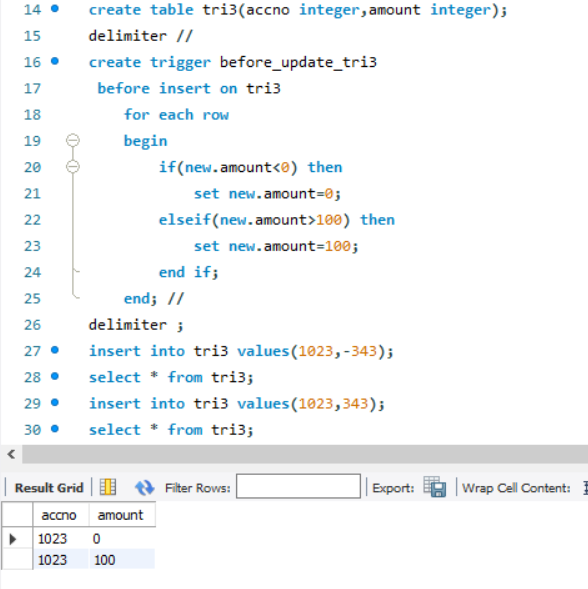 14 create table tri3(accno integer,amount integer);
15 delimiter //
16 create trigger before_update_tri3
17 before insert on tri3
18 for each row
19 begin
20 if(new.amount<0) then
21 set new.amount=0;
22 elseif(new.amount>100) then
23 set new.amount=100;
24 end if;
25 end; //
26 delimiter ;
27 insert into tri3 values(1023,-343);
28 select * from tri3;
29 insert into tri3 values(1023,343);
30 select * from tri3;
Result Grid Filter Rows: Export: Wrap Cell Content:
accno amount
1023 0
1023 100